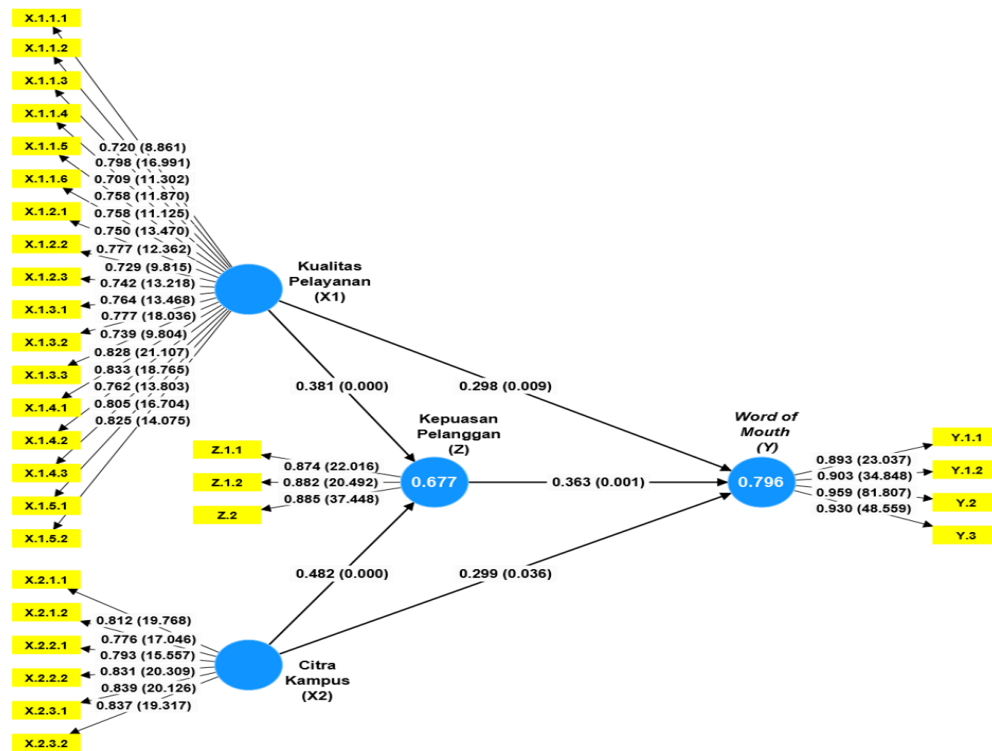 X.1.1.1
X.1.1.2
X.1.1.3
X.1.1.4
X.1.1.5
X.1.1.6
X.1.2.1
X.1.2.2
X.1.2.3
X.1.3.1
X.1.3.2
X.1.3.3
X.1.4.1
X.1.4.2
X.1.4.3
X.1.5.1
X.1.5.2
0.720 (8.861)
0.798 (16.991)
0.709 (11.302)
0.758 (11.870)
0.758 (11.125)
0.750 (13.470)
0.777 (12.362)
0.729 (9.815)
0.742 (13.218)
0.764 (13.468)
0.777 (18.036)
0.739 (9.804)
0.828 (21.107)
0.833 (18.765)
0.762 (13.803)
0.805 (16.704)
0.825 (14.075)
Kualitas
Pelayanan
(X1)
0.381 (0.000)
0.298 (0.009)
Z.1.1
Z.1.2
Z.2
0.874 (22.016)
0.882 (20.492)
0.885 (37.448)
Kepuasan
Pelanggan
(Z)
0.677
0.363 (0.001)
Word of
Mouth
(Y)
0.796
0.893 (23.037)
0.903 (34.848)
0.959 (81.807)
0.930 (48.559)
Y.1.1
Y.1.2
Y.2
Y.3
0.482 (0.000)
0.299 (0.036)
X.2.1.1
X.2.1.2
X.2.2.1
X.2.2.2
X.2.3.1
X.2.3.2
0.812 (19.768)
0.776 (17.046)
0.793 (15.557)
0.831 (20.309)
0.839 (20.126)
0.837 (19.317)
Citra
Kampus
(X2)